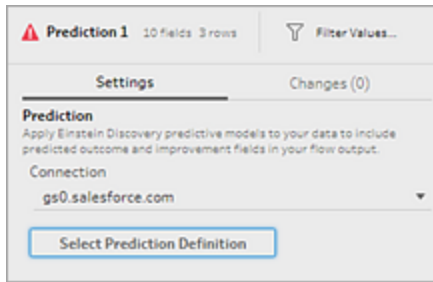 Prediction 1 10 fields 3 rows Filter Values...
Settings Changes (0)
Prediction
Apply Einstein Discovery predictive models to your data to include
predicted outcome and improvement fields in your flow output.
Connection
gs0.salesforce.com
Select Prediction Definition